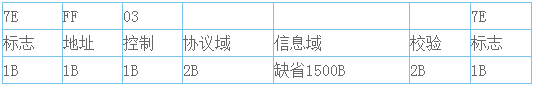 7E FF 03 7E
标志 地址 控制 协议域 信息域 校验 标志
1B 1B 1B 2B 缺省1500B 2B 1B